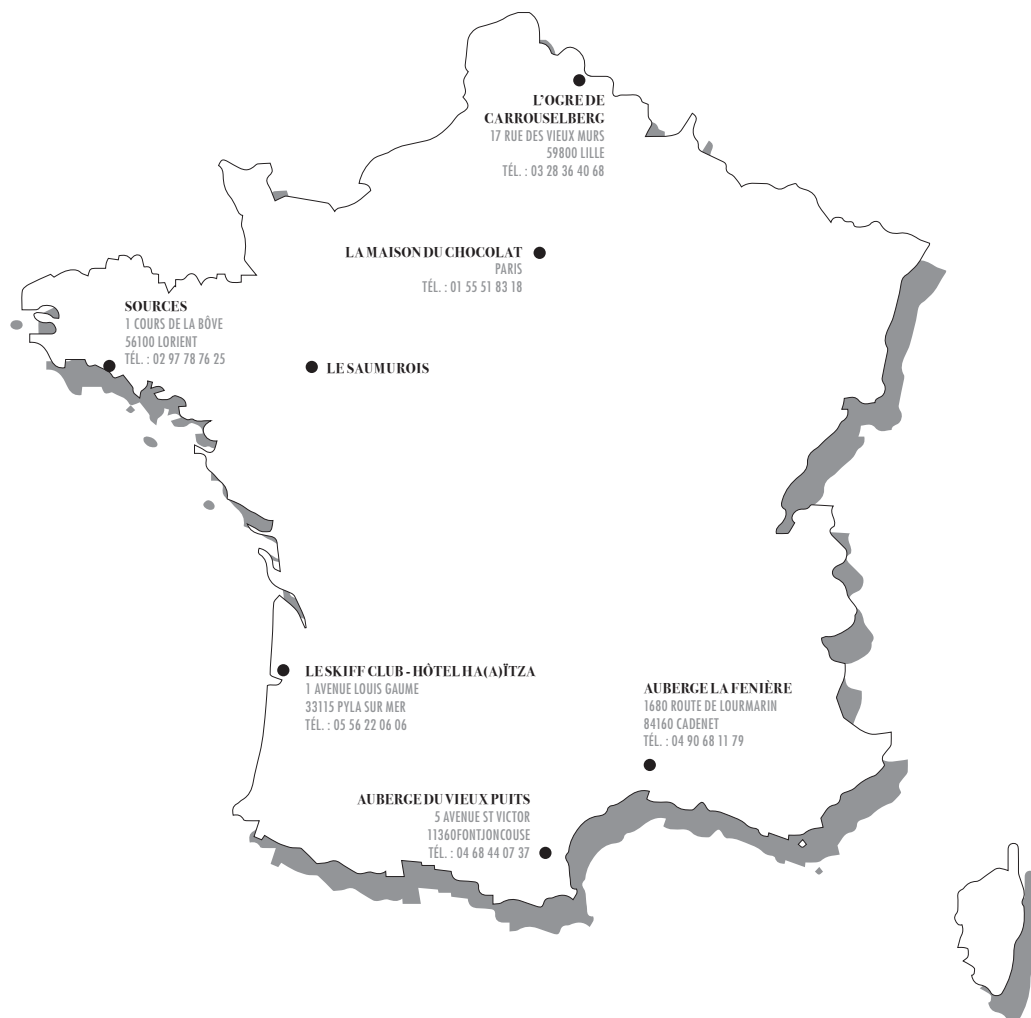 L'OGRE DE
CARROUSELBERG
17 RUE DES VIEUX MURS
59800 LILLE
TÉL. : 03 28 36 40 68
LA MAISON DU CHOCOLAT
PARIS
TÉL. : 01 55 51 83 18
SOURCES
1 COURS DE LA BÔVE
56100 LORIENT
TÉL. : 02 97 78 76 25
LE SAUMUROIS
LE SKIFF CLUB - HÔTEL HA(A)ÏTZA
1 AVENUE LOUIS GAUME
33115 PYLA SUR MER
TÉL. : 05 56 22 06 06
AUBERGE LA FENIÈRE
1680 ROUTE DE LOURMARIN
84160 CADENET
TÉL. : 04 90 68 11 79
AUBERGE DU VIEUX PUITS
5 AVENUE ST VICTOR
11360FONTJONCOUSE
TÉL. : 04 68 44 07 37